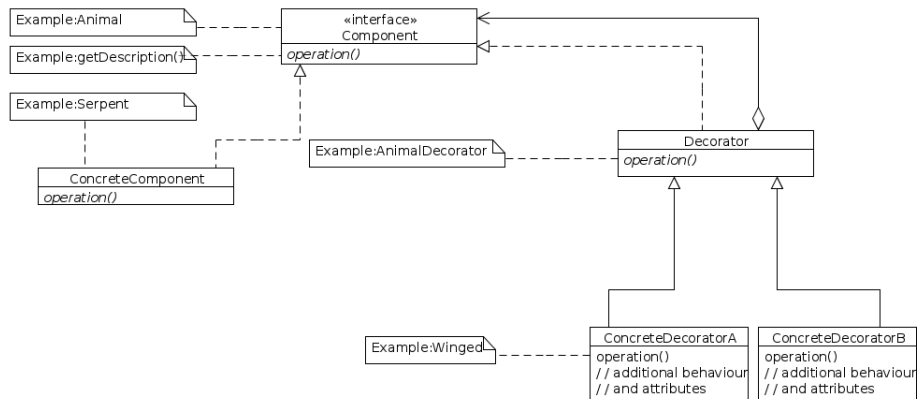 Example:Animal
«interface»
Component
operation()
Example:getDescription()
Example:Serpent
ConcreteComponent
operation()
Example:AnimalDecorator
Decorator
operation()
Example:Winged
ConcreteDecoratorA
operation()
// additional behaviour
// and attributes
ConcreteDecoratorB
operation()
// additional behaviour
// and attributes